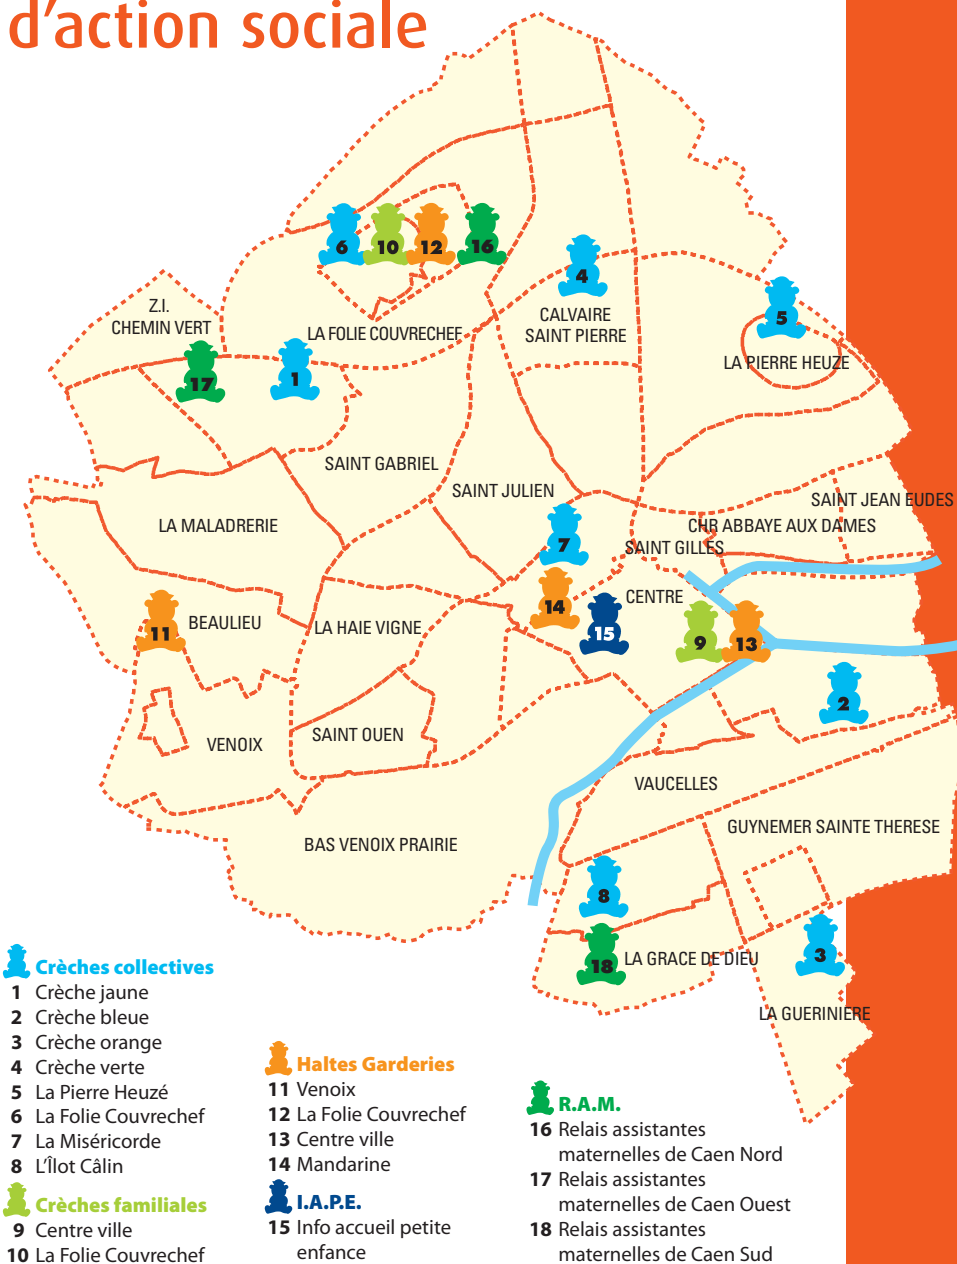 d'action sociale
6
10
12
16
4
5
Z.I.
CHEMIN VERT
LA FOLIE COUVRECHEF
CALVAIRE
SAINT PIERRE
LA PIERRE HEUZE
17
1
SAINT GABRIEL
SAINT JULIEN
SAINT JEAN EUDES
LA MALADRERIE
CHR ABBAYE AUX DAMES
7
SAINT GILLES
CENTRE
14
15
9
13
11
BEAULIEU
LA HAIE VIGNE
2
VENOIX
SAINT OUEN
VAUCELLES
GUYNEMER SAINTE THERESE
BAS VENOIX PRAIRIE
8
18
LA GRACE DE DIEU
3
LA GUERINIERE
Crèches collectives
1 Crèche jaune
2 Crèche bleue
3 Crèche orange
4 Crèche verte
5 La Pierre Heuzé
6 La Folie Couvrechef
7 La Miséricorde
8 L'Îlot Câlin
Crèches familiales
9 Centre ville
10 La Folie Couvrechef
Haltes Garderies
11 Venoix
12 La Folie Couvrechef
13 Centre ville
14 Mandarine
I.A.P.E.
15 Info accueil petite
enfance
R.A.M.
16 Relais assistantes
maternelles de Caen Nord
17 Relais assistantes
maternelles de Caen Ouest
18 Relais assistantes
maternelles de Caen Sud